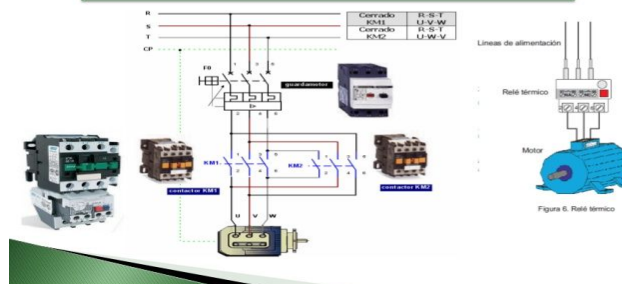 R
S
T
CP
Cerrado KM1 R-S-T U-V-W
Cerrado KM2 R-S-T U-W-V
F0
guardamotor
KM1
KM2
contactor KM1
contactor KM2
U V W
Líneas de alimentación
Relé térmico
Motor
Figura 6. Relé térmico